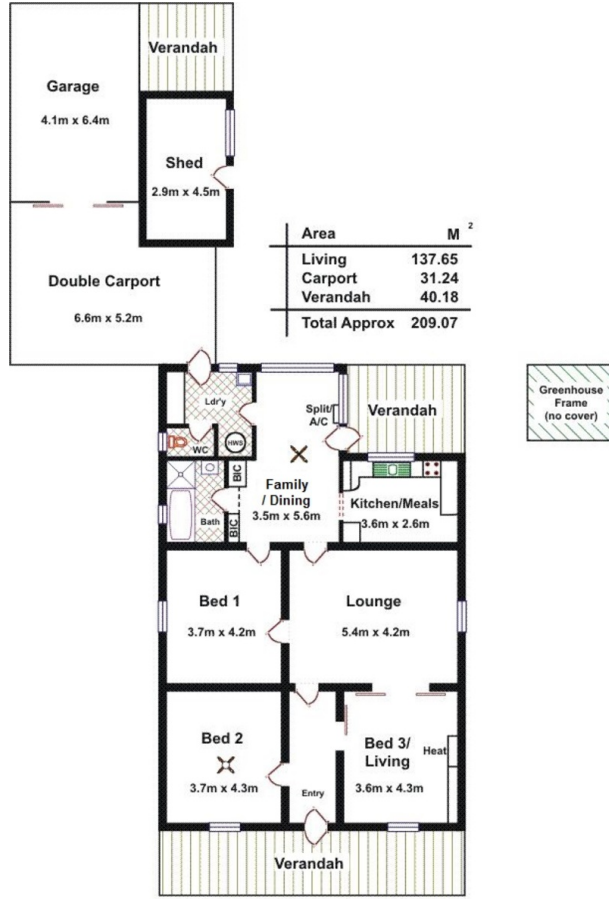 Verandah
Garage
4.1m x 6.4m
Shed
2.9m x 4.5m
Area M 2
Living 137.65
Carport 31.24
Verandah 40.18
Total Approx 209.07
Double Carport
6.6m x 5.2m
Greenhouse
Frame
(no cover)
Ldr'y
Split/
A/C
Verandah
WC
HWS
BIC
Family
/ Dining
3.5m x 5.6m
Kitchen/Meals
3.6m x 2.6m
Bath
BIC
Bed 1
3.7m x 4.2m
Lounge
5.4m x 4.2m
Bed 2
3.7m x 4.3m
Bed 3/
Living
Heat
3.6m x 4.3m
Entry
Verandah